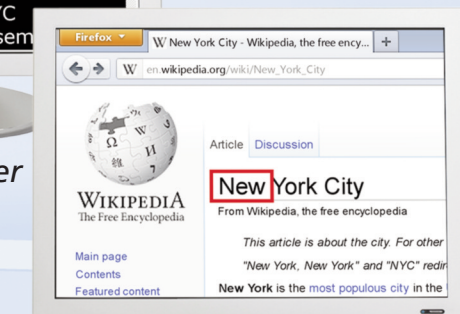 C
sem
er
Firefox
W New York City - Wikipedia, the free ency...
W en.wikipedia.org/wiki/New_York_City
Ω W И
WIKIPEDIA
The Free Encyclopedia
Main page
Contents
Featured content
Article Discussion
New York City
From Wikipedia, the free encyclopedia
This article is about the city. For other
"New York, New York" and "NYC" redir
New York is the most populous city in the